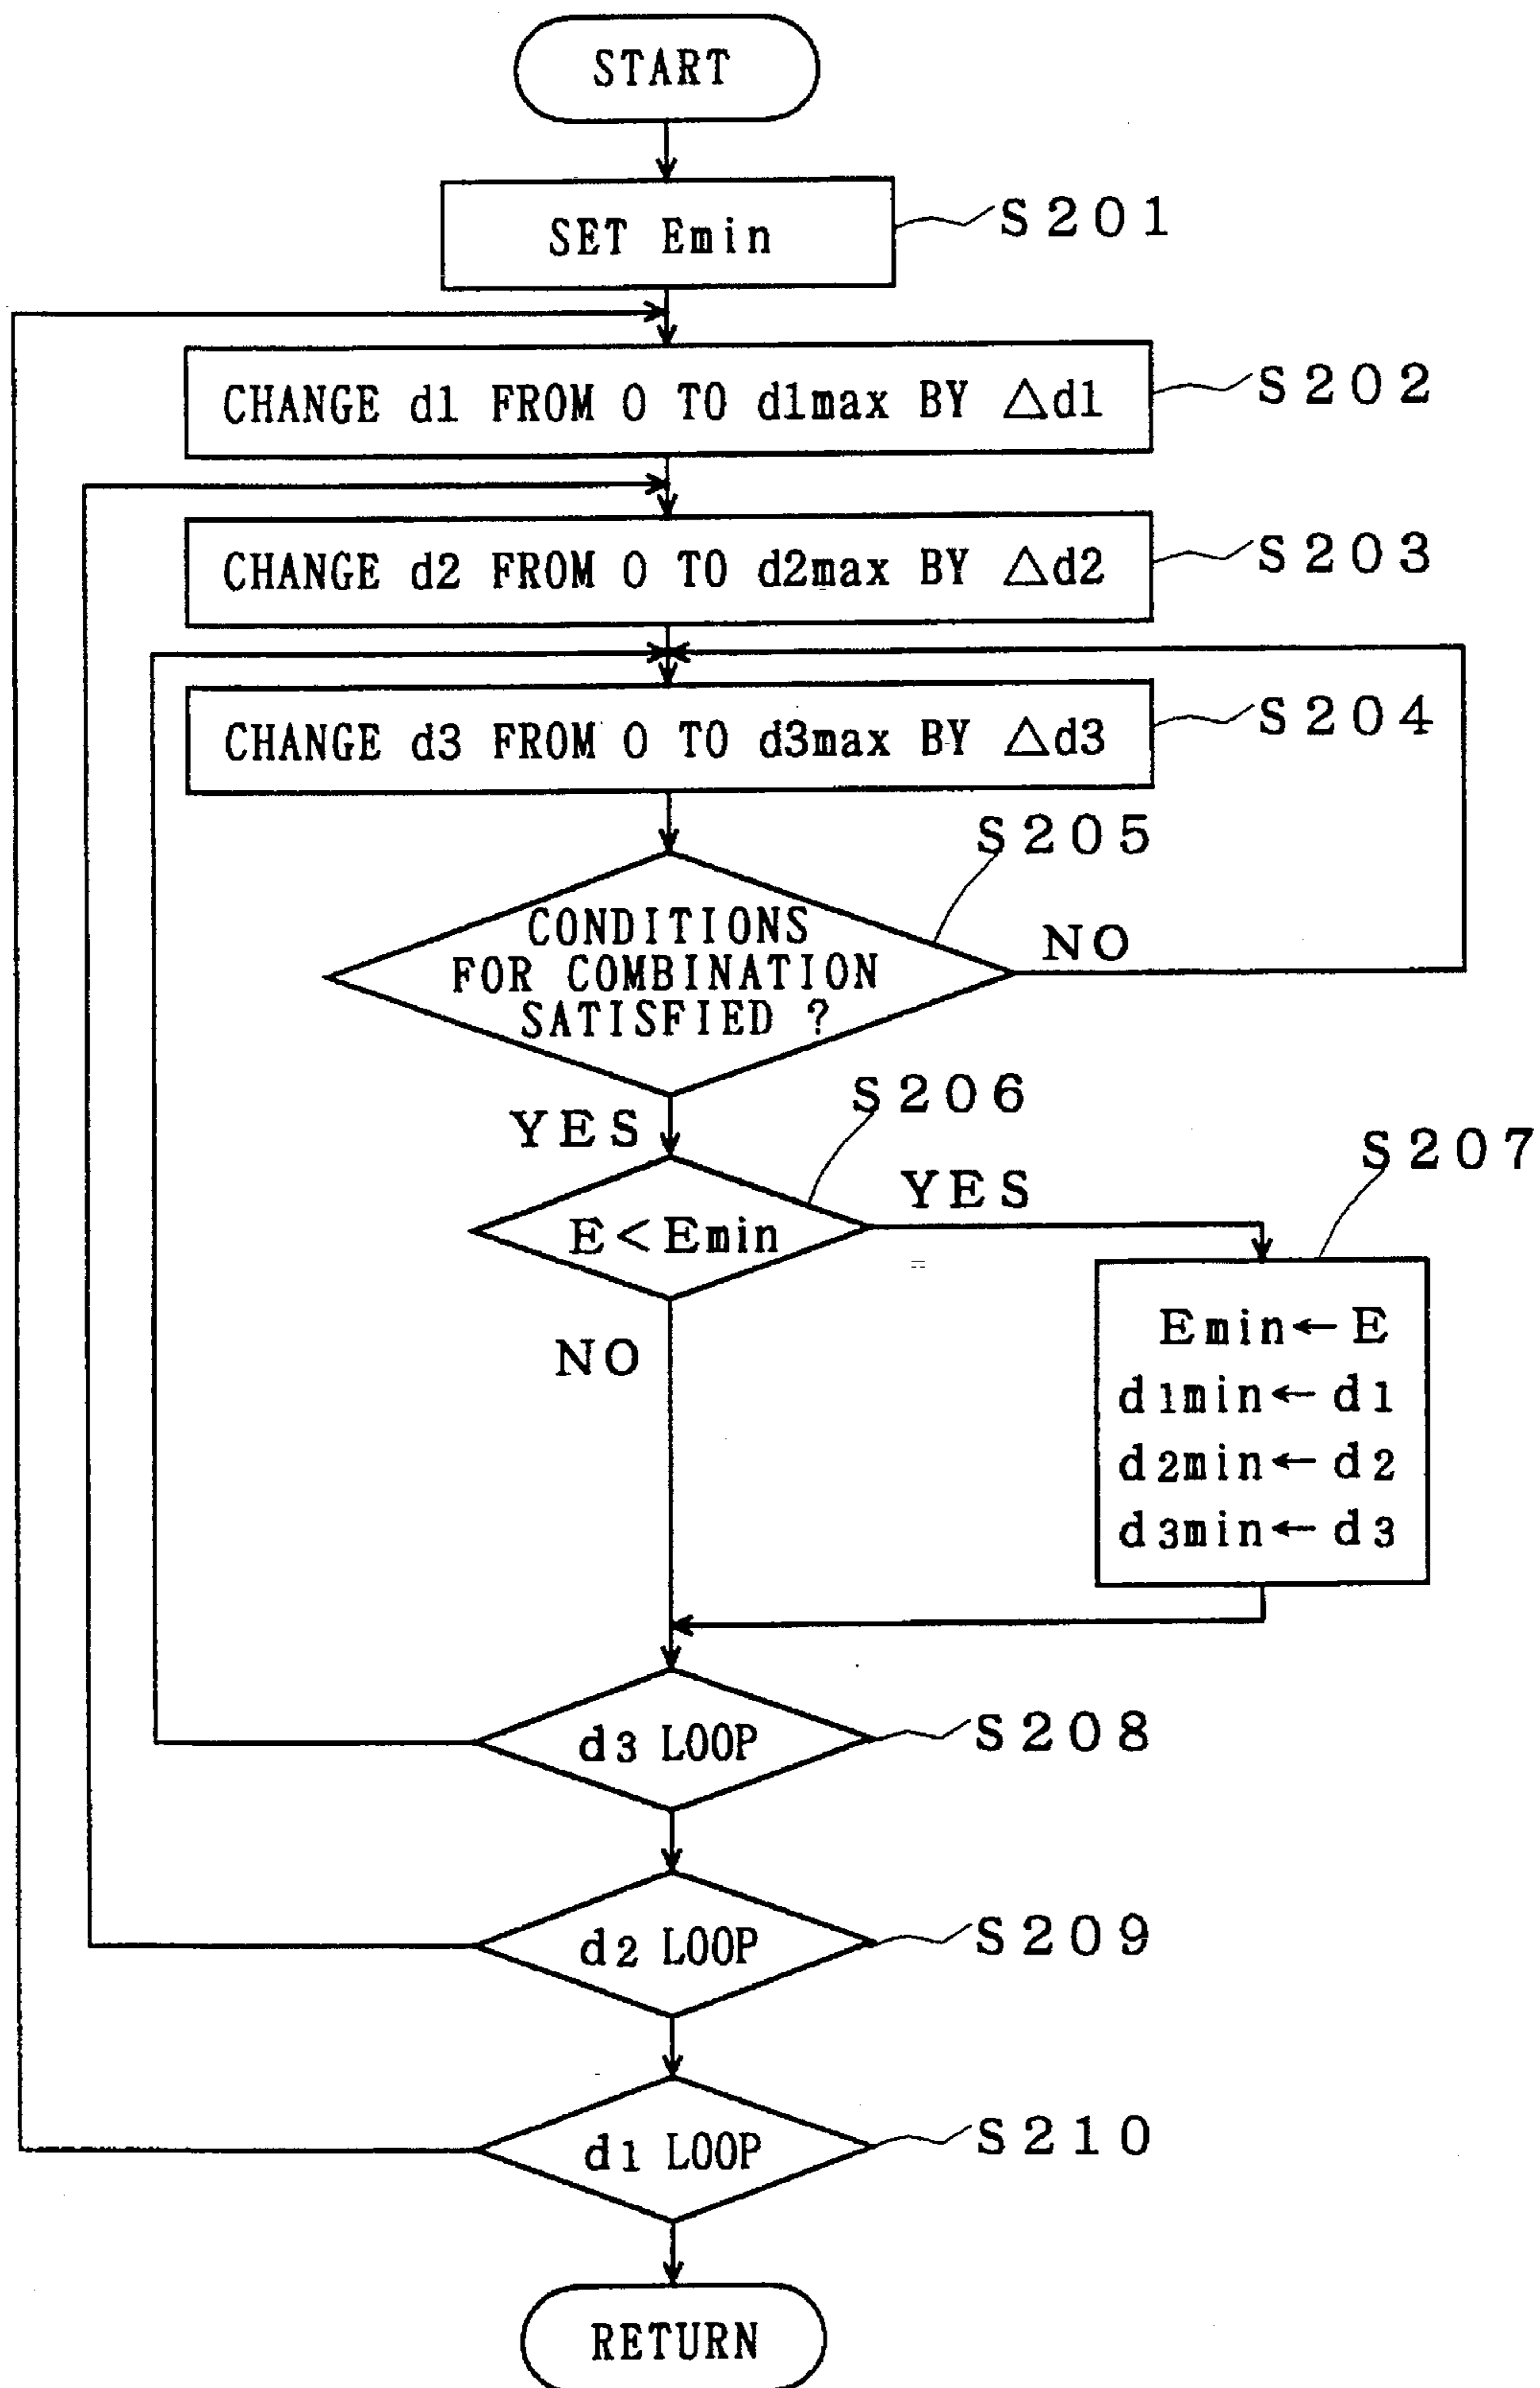 START
SET Emin
S201
CHANGE d1 FROM 0 TO d1max BY △d1
S202
CHANGE d2 FROM 0 TO d2max BY △d2
S203
CHANGE d3 FROM 0 TO d3max BY △d3
S204
S205
CONDITIONS
FOR COMBINATION
SATISFIED ?
NO
YES
S206
E<Emin
YES
S207
NO
Emin← E
d1min← d1
d2min← d2
d3min← d3
d3 LOOP
S208
d2 LOOP
S209
d1 LOOP
S210
RETURN